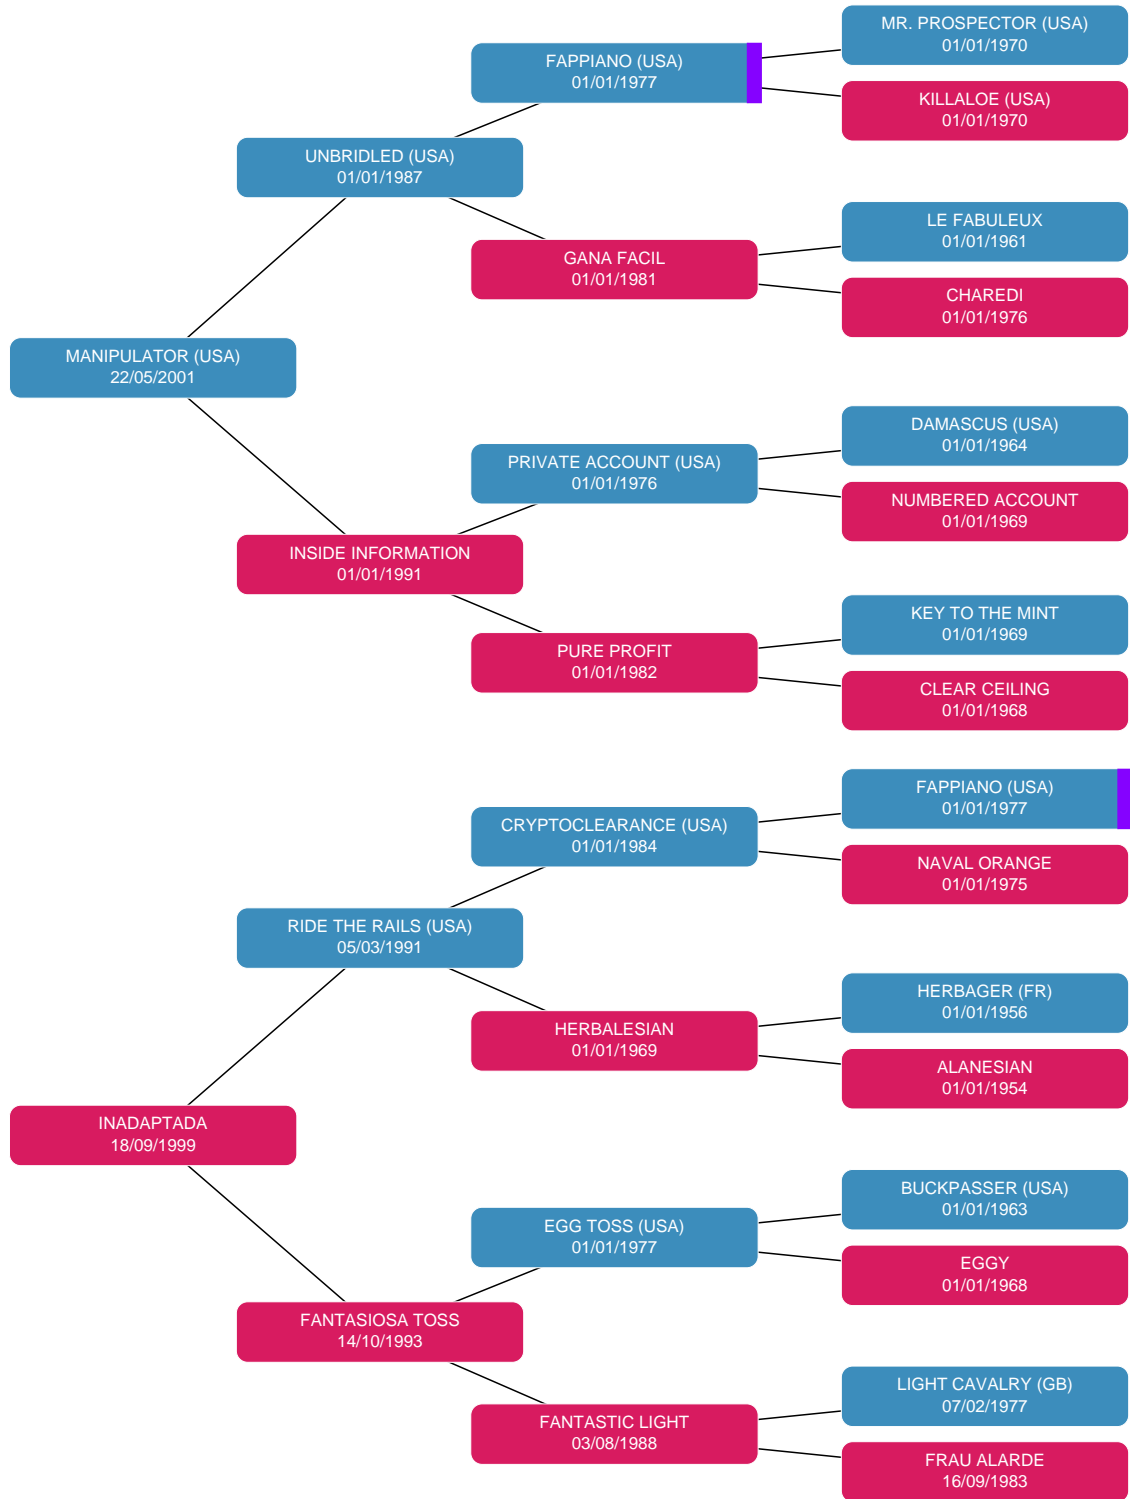 MR. PROSPECTOR (USA)
01/01/1970
FAPPIANO (USA)
01/01/1977
KILLALOE (USA)
01/01/1970
UNBRIDLED (USA)
01/01/1987
LE FABULEUX
01/01/1961
GANA FACIL
01/01/1981
CHAREDI
01/01/1976
MANIPULATOR (USA)
22/05/2001
DAMASCUS (USA)
01/01/1964
PRIVATE ACCOUNT (USA)
01/01/1976
NUMBERED ACCOUNT
01/01/1969
INSIDE INFORMATION
01/01/1991
KEY TO THE MINT
01/01/1969
PURE PROFIT
01/01/1982
CLEAR CEILING
01/01/1968
FAPPIANO (USA)
01/01/1977
CRYPTOCLEARANCE (USA)
01/01/1984
NAVAL ORANGE
01/01/1975
RIDE THE RAILS (USA)
05/03/1991
HERBAGER (FR)
01/01/1956
HERBALESIAN
01/01/1969
ALANESIAN
01/01/1954
INADAPTADA
18/09/1999
BUCKPASSER (USA)
01/01/1963
EGG TOSS (USA)
01/01/1977
EGGY
01/01/1968
FANTASIOSA TOSS
14/10/1993
LIGHT CAVALRY (GB)
07/02/1977
FANTASTIC LIGHT
03/08/1988
FRAU ALARDE
16/09/1983